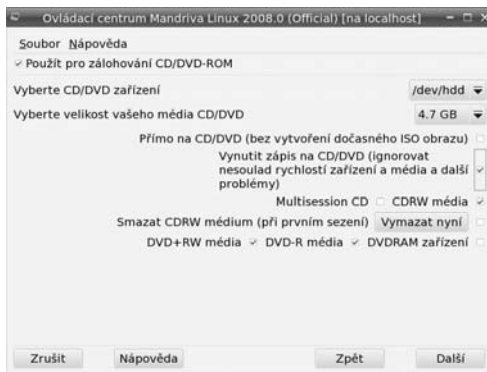 Ovládací centrum Mandriva Linux 2008.0 (Official) [na localhost]
Soubor Nápověda
Použít pro zálohování CD/DVD-ROM
Vyberte CD/DVD zařízení /dev/hdd
Vyberte velikost vašeho média CD/DVD 4.7 GB
Přímo na CD/DVD (bez vytvoření dočasného ISO obrazu)
Vynutit zápis na CD/DVD (ignorovat
nesoulad rychlostí zařízení a média a další
problémy)
Multisession CD CDRW média
Smazat CDRW médium (při prvním sezení) Vymazat nyní
DVD+RW média DVD-R média DVDRAM zařízení
Zrušit Nápověda Zpět Další